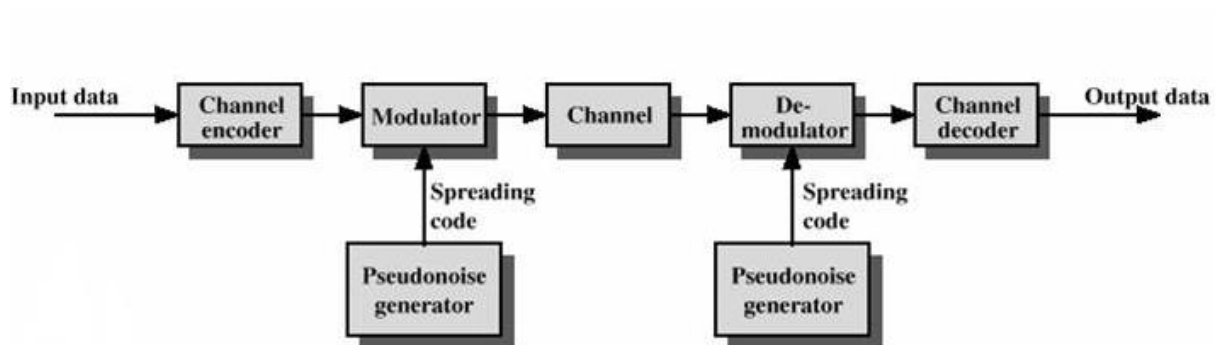 Input data
Channel
encoder
Modulator
Channel
De-
modulator
Channel
decoder
Output data
Spreading
code
Spreading
code
Pseudonoise
generator
Pseudonoise
generator